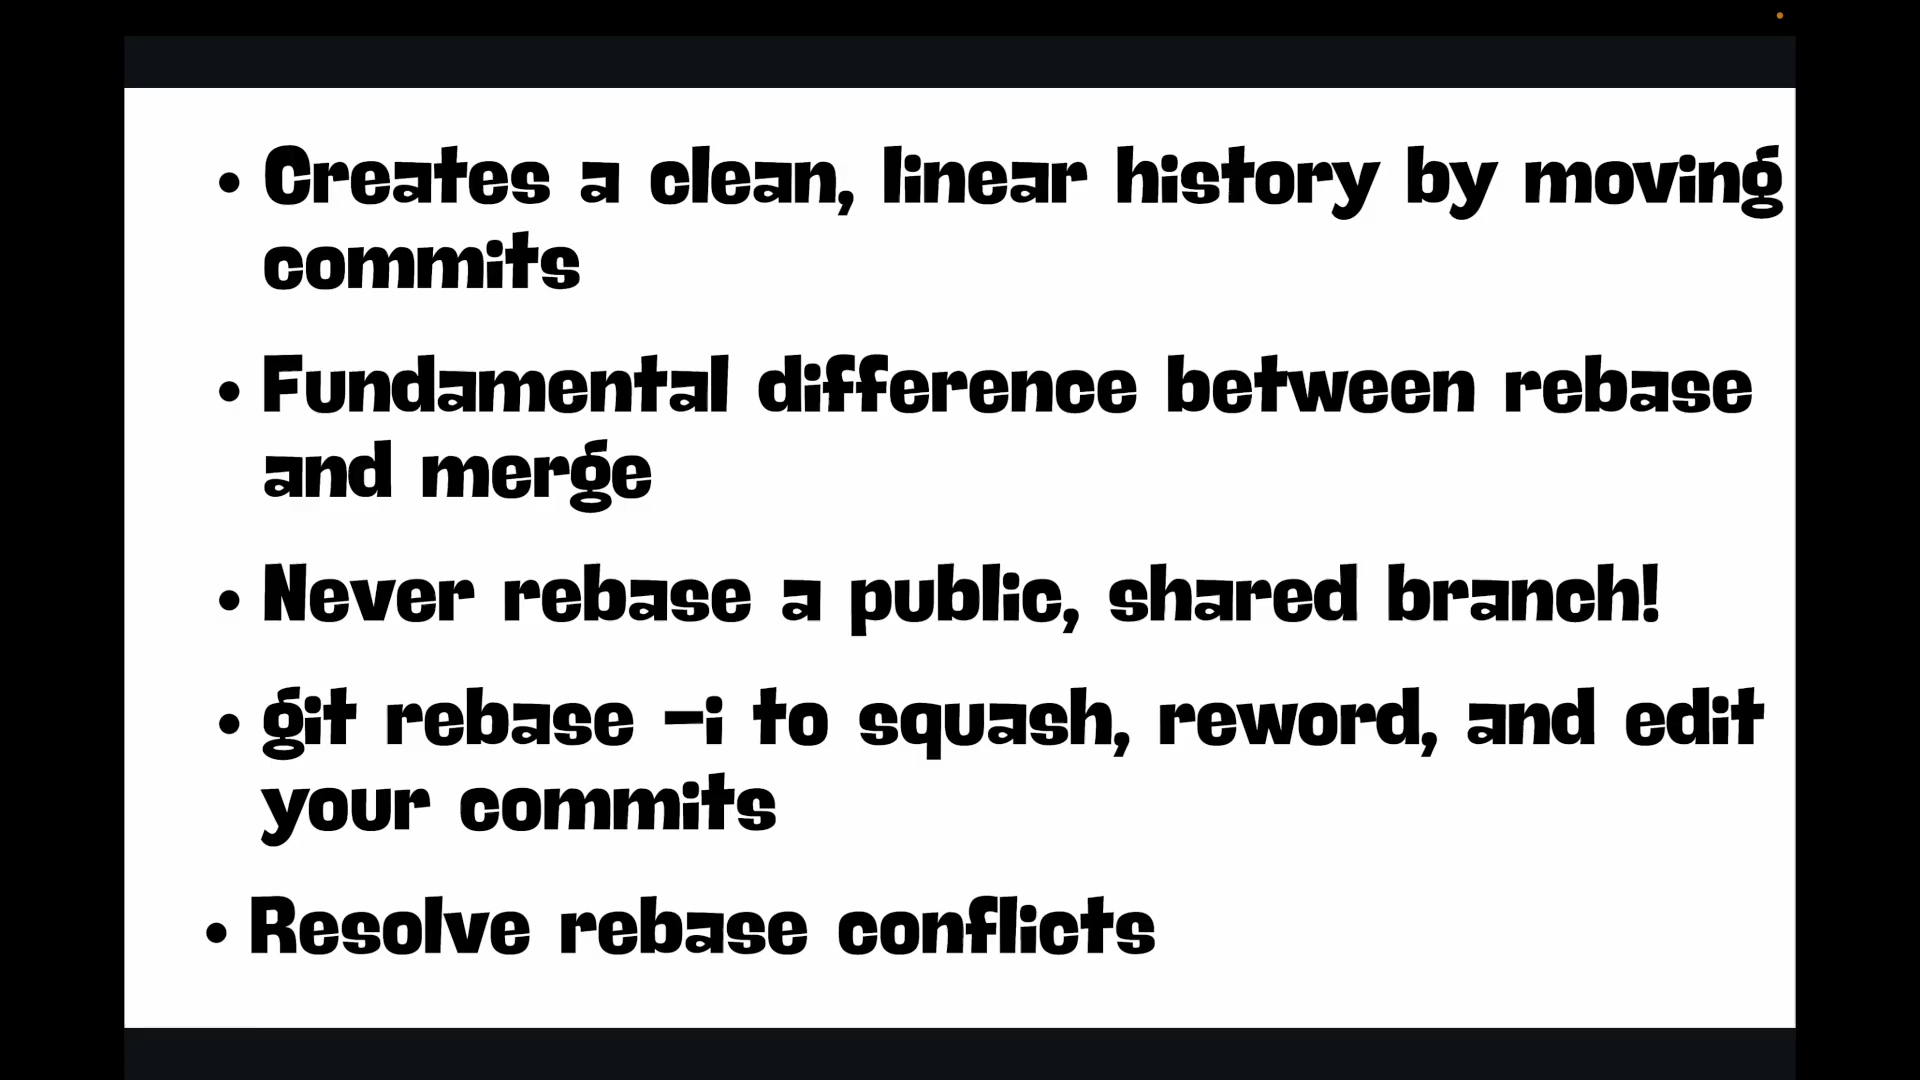 • Creates a clean, linear history by moving
commits
• Fundamental difference between rebase
and merge
• Never rebase a public, shared branch!
• git rebase -i to squash, reword, and edit
your commits
• Resolve rebase conflicts